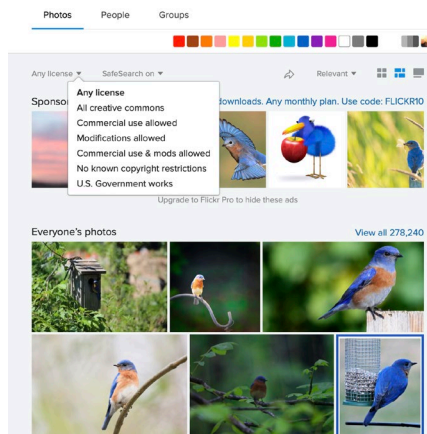 Photos People Groups
Any license ▾ SafeSearch on ▾ Relevant ▾
Any license
All creative commons
Commercial use allowed
Modifications allowed
Commercial use & mods allowed
No known copyright restrictions
U.S. Government works
Sponso ownloads. Any monthly plan. Use code: FLICKR10
Upgrade to Flickr Pro to hide these ads
Everyone's photos View all 278,240